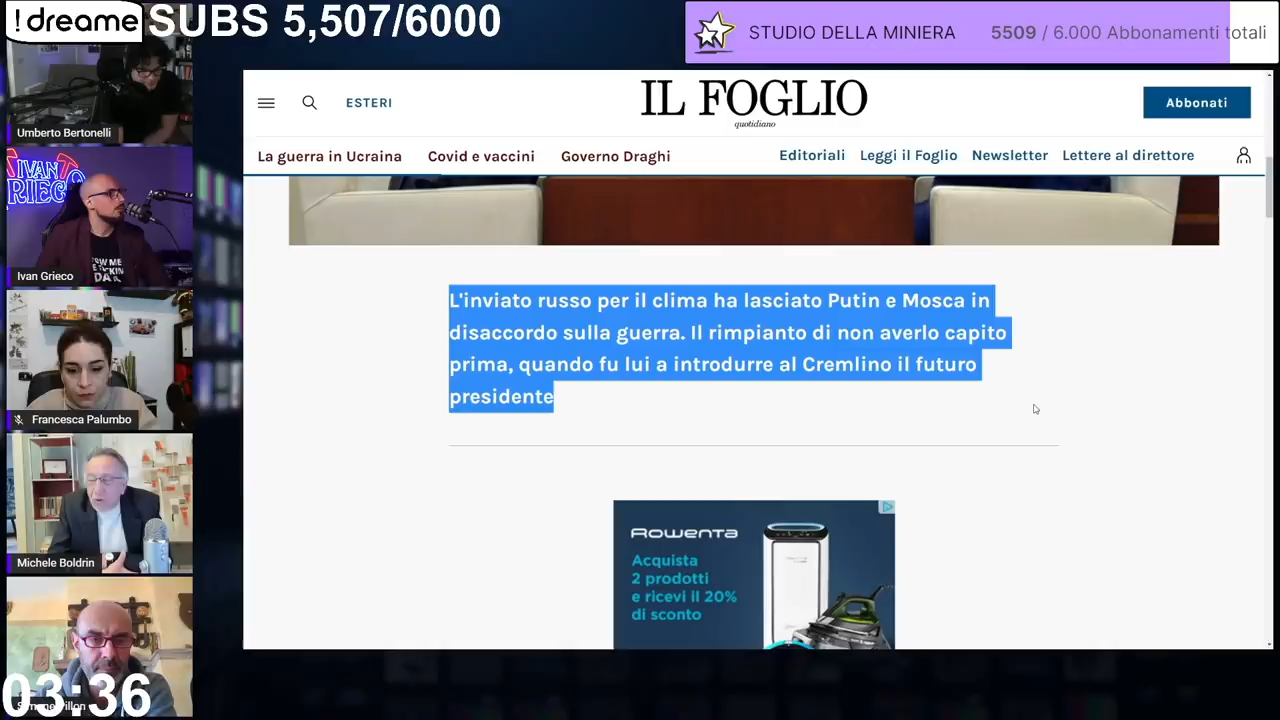 !dreame
SUBS 5,507/6000
STUDIO DELLA MINIERA
5509 / 6.000 Abbonamenti totali
Umberto Bertonelli
Ivan Grieco
Francesca Palumbo
Michele Boldrin
03:36
ESTERI
IL FOGLIO
quotidiano
Abbonati
La guerra in Ucraina
Covid e vaccini
Governo Draghi
Editoriali
Leggi il Foglio
Newsletter
Lettere al direttore
L'inviato russo per il clima ha lasciato Putin e Mosca in
disaccordo sulla guerra. Il rimpianto di non averlo capito
prima, quando fu lui a introdurre al Cremlino il futuro
presidente
ROWENTA
Acquista
2 prodotti
e ricevi il 20%
di sconto